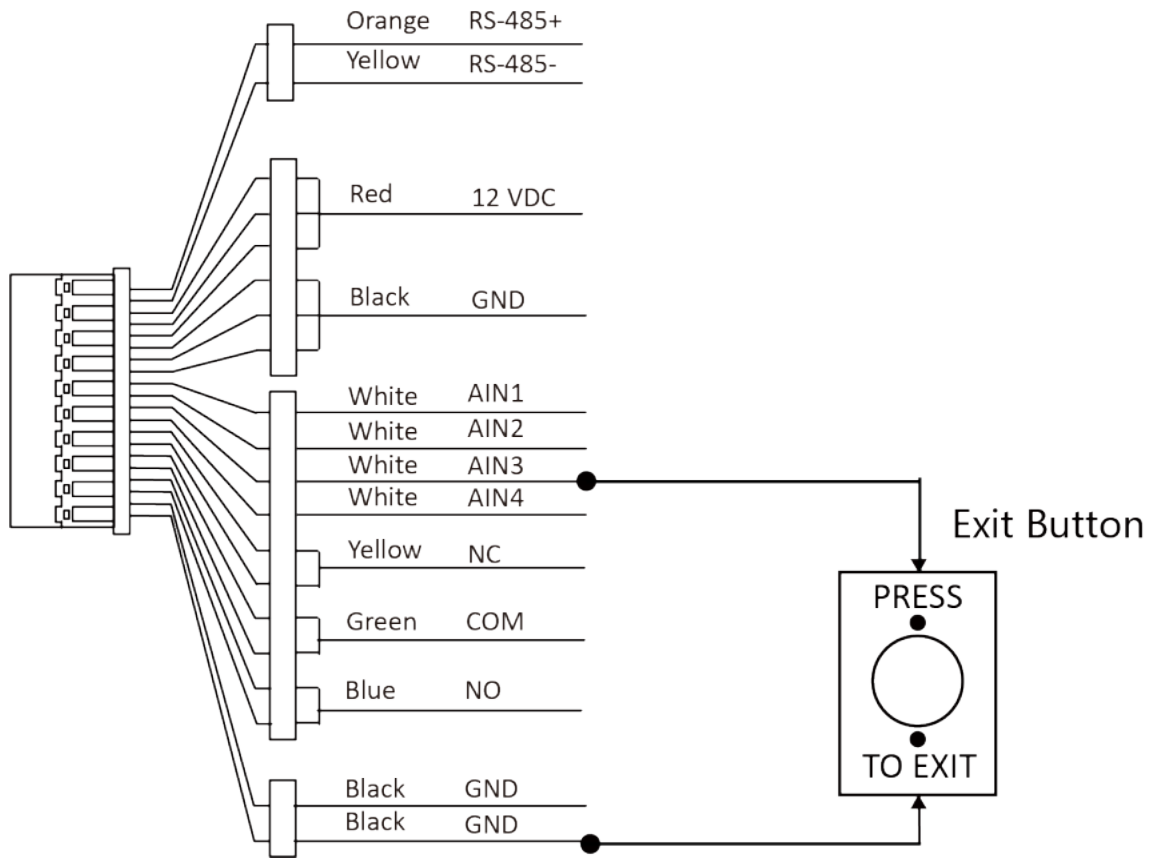 Orange RS-485+
Yellow RS-485-
Red 12 VDC
Black GND
White AIN1
White AIN2
White AIN3
White AIN4
Yellow NC
Green COM
Blue NO
Black GND
Black GND
Exit Button
PRESS
TO EXIT